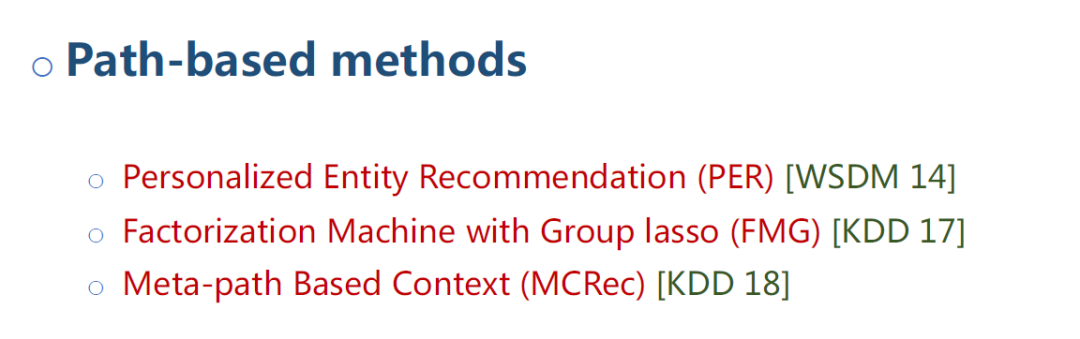 Path-based methods
Personalized Entity Recommendation (PER) [WSDM 14]
Factorization Machine with Group lasso (FMG) [KDD 17]
Meta-path Based Context (MCRec) [KDD 18]